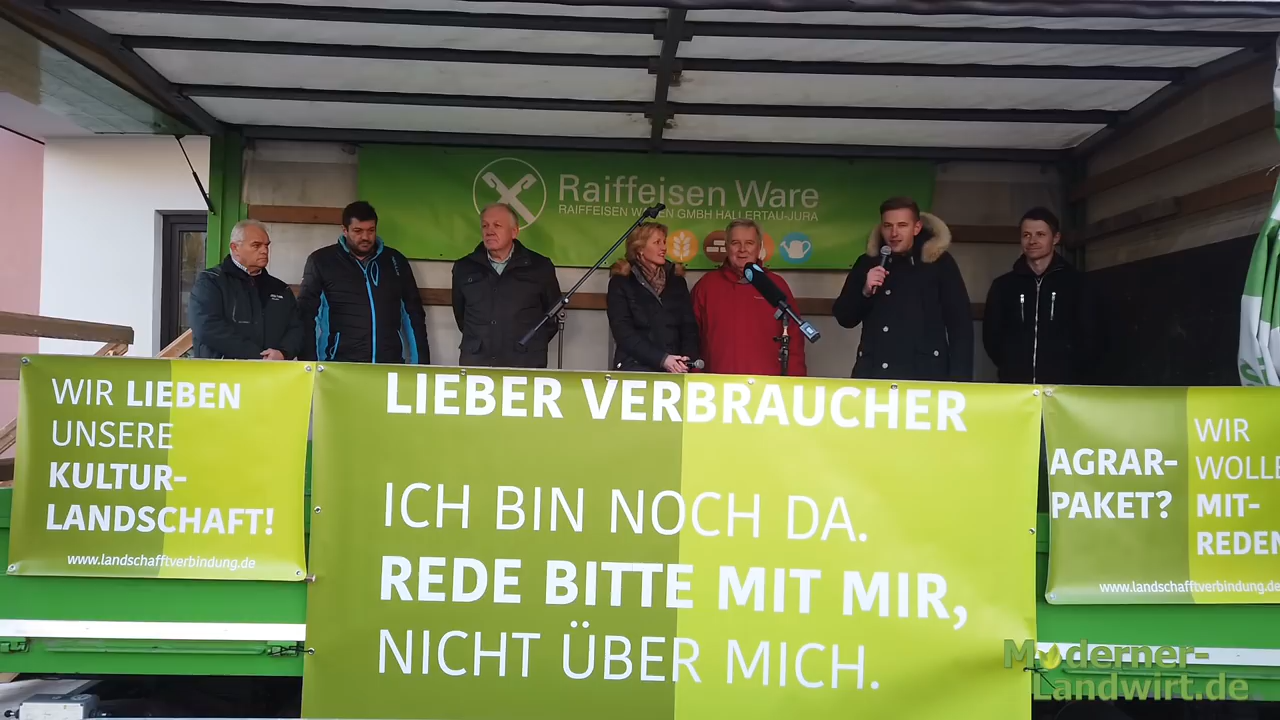 Raiffeisen Ware
RAIFFEISEN WAREN GMBH HALLERTAU-JURA
WIR LIEBEN
UNSERE
KULTUR-
LANDSCHAFT!
www.landschafftverbindung.de
LIEBER VERBRAUCHER
ICH BIN NOCH DA.
REDE BITTE MIT MIR,
NICHT ÜBER MICH.
AGRAR-
PAKET?
WIR
WOLLE
MIT-
REDEN
www.landschafftverbindung.de
Moderner-
Landwirt.de